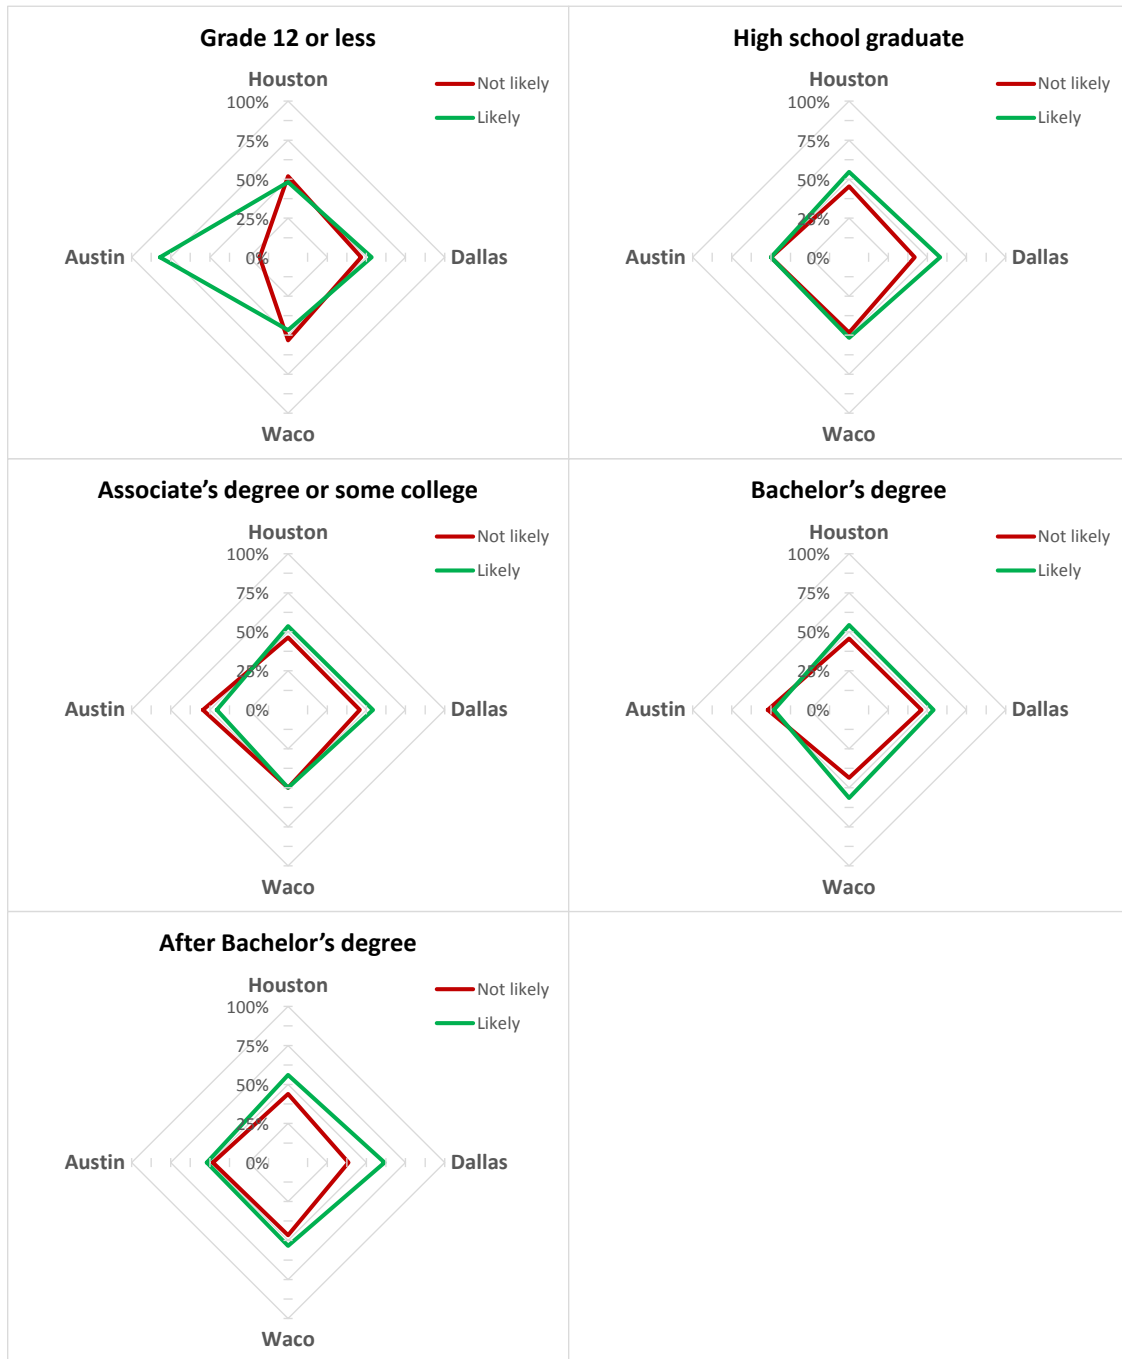 Grade 12 or less
Houston
Not likely
Likely
100%
75%
50%
25%
0%
Austin
Dallas
Waco
High school graduate
Houston
Not likely
Likely
100%
75%
50%
25%
0%
Austin
Dallas
Waco
Associate’s degree or some college
Houston
Not likely
Likely
100%
75%
50%
25%
0%
Austin
Dallas
Waco
Bachelor’s degree
Houston
Not likely
Likely
100%
75%
50%
25%
0%
Austin
Dallas
Waco
After Bachelor’s degree
Houston
Not likely
Likely
100%
75%
50%
25%
0%
Austin
Dallas
Waco